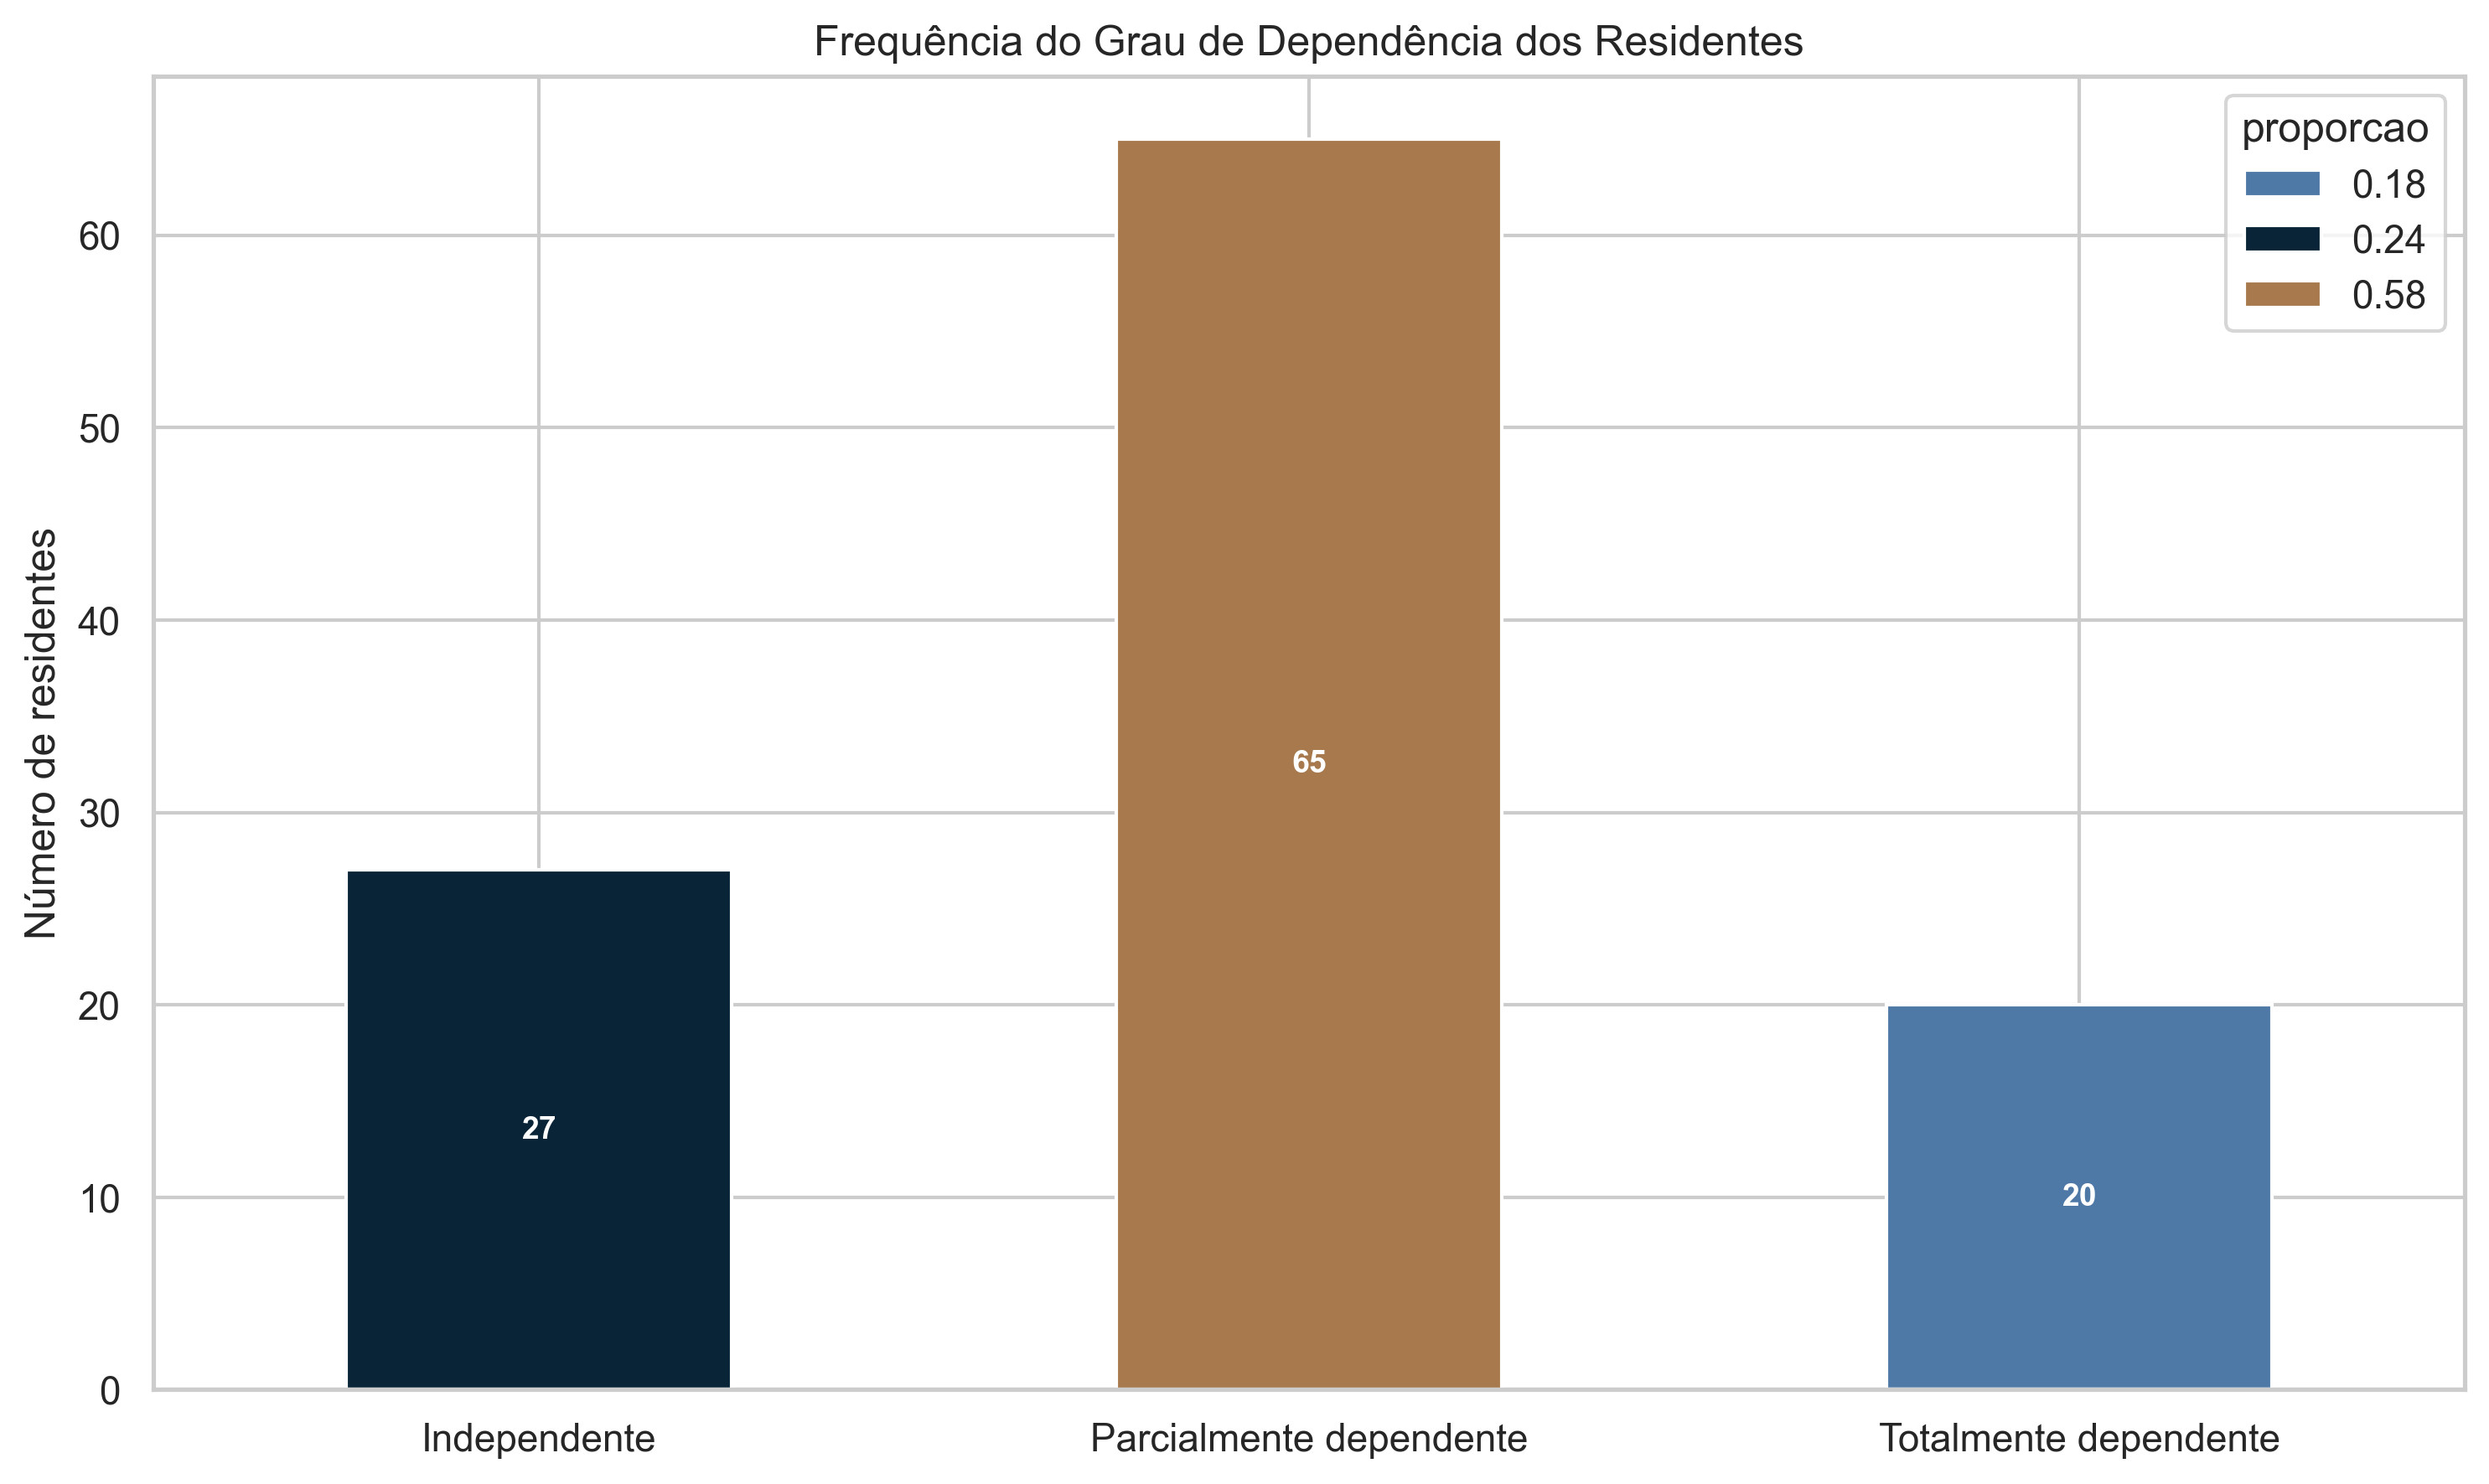 Frequência do Grau de Dependência dos Residentes
proporcao
0.18
0.24
0.58
Número de residentes
60
50
40
30
20
10
0
65
27
20
Independente
Parcialmente dependente
Totalmente dependente